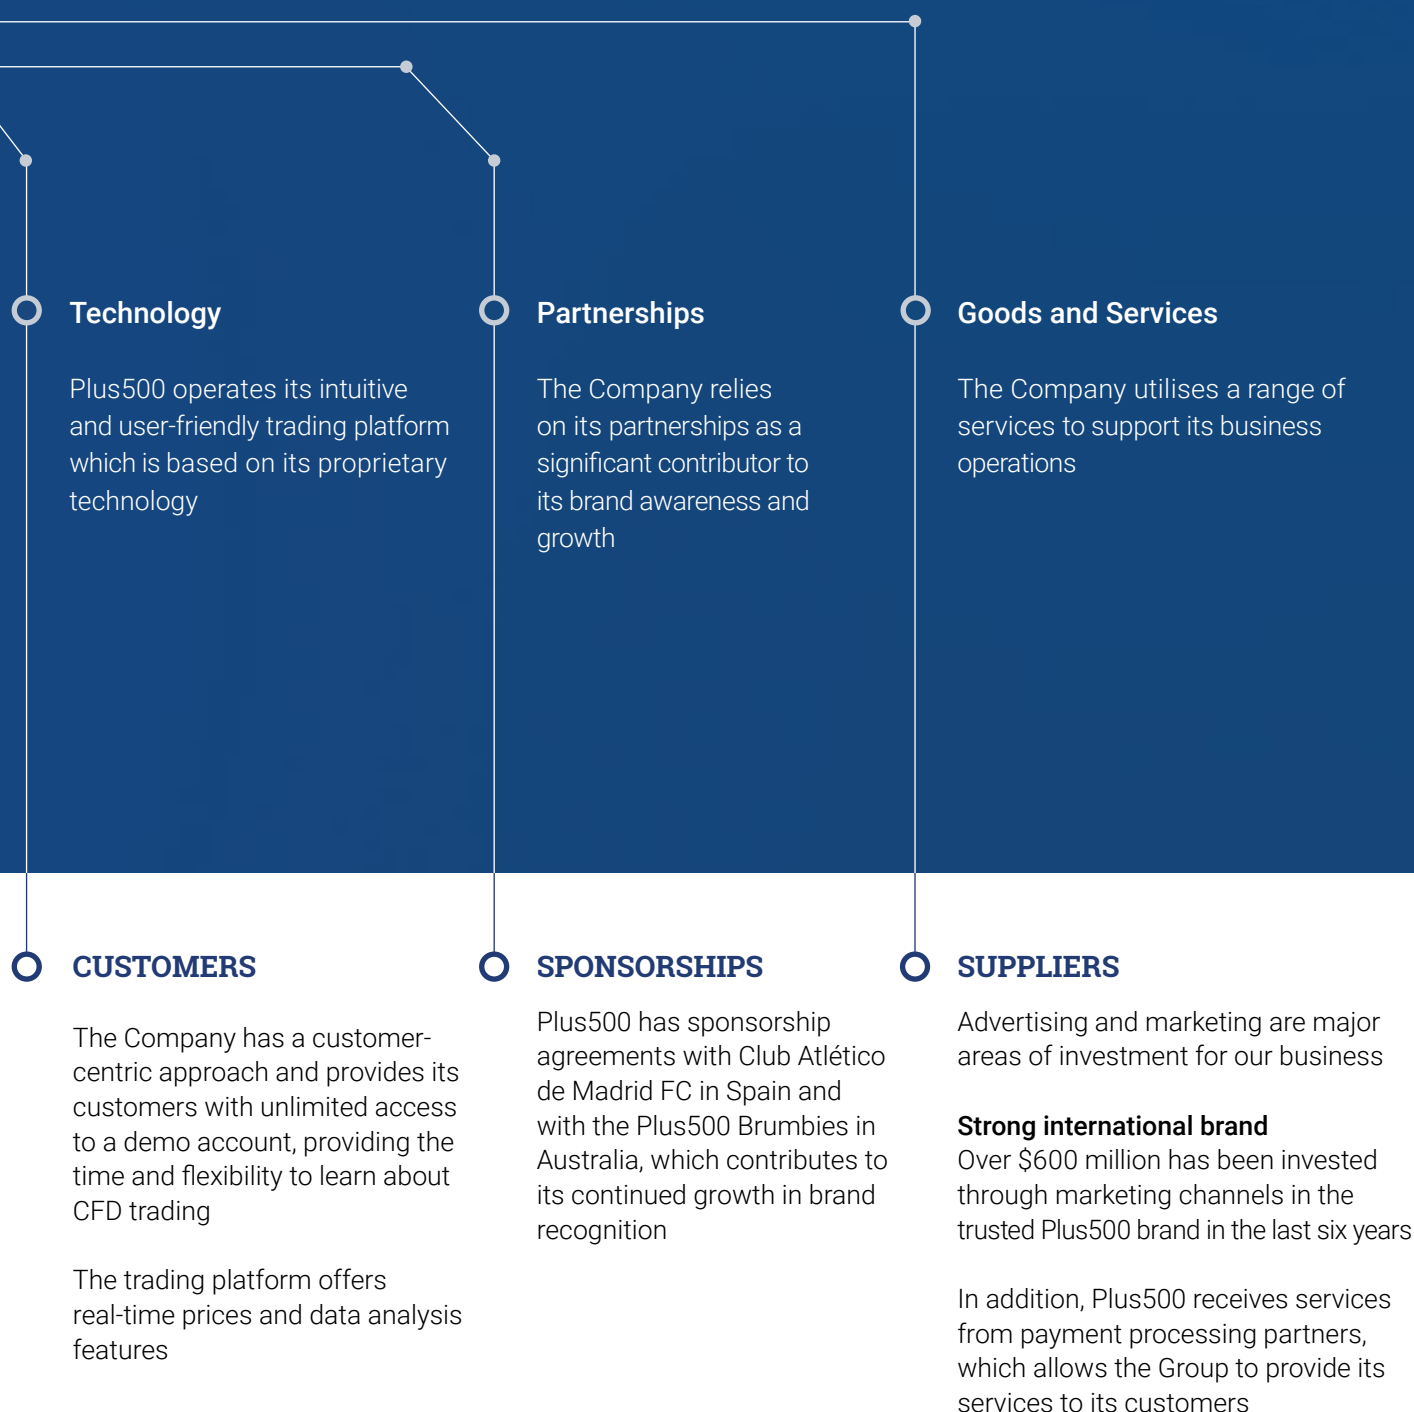 Technology
Plus500 operates its intuitive
and user-friendly trading platform
which is based on its proprietary
technology
Partnerships
The Company relies
on its partnerships as a
significant contributor to
its brand awareness and
growth
Goods and Services
The Company utilises a range of
services to support its business
operations
CUSTOMERS
The Company has a customer-
centric approach and provides its
customers with unlimited access
to a demo account, providing the
time and flexibility to learn about
CFD trading
The trading platform offers
real-time prices and data analysis
features
SPONSORSHIPS
Plus500 has sponsorship
agreements with Club Atlético
de Madrid FC in Spain and
with the Plus500 Brumbies in
Australia, which contributes to
its continued growth in brand
recognition
SUPPLIERS
Advertising and marketing are major
areas of investment for our business
Strong international brand
Over $600 million has been invested
through marketing channels in the
trusted Plus500 brand in the last six years
In addition, Plus500 receives services
from payment processing partners,
which allows the Group to provide its
services to its customers